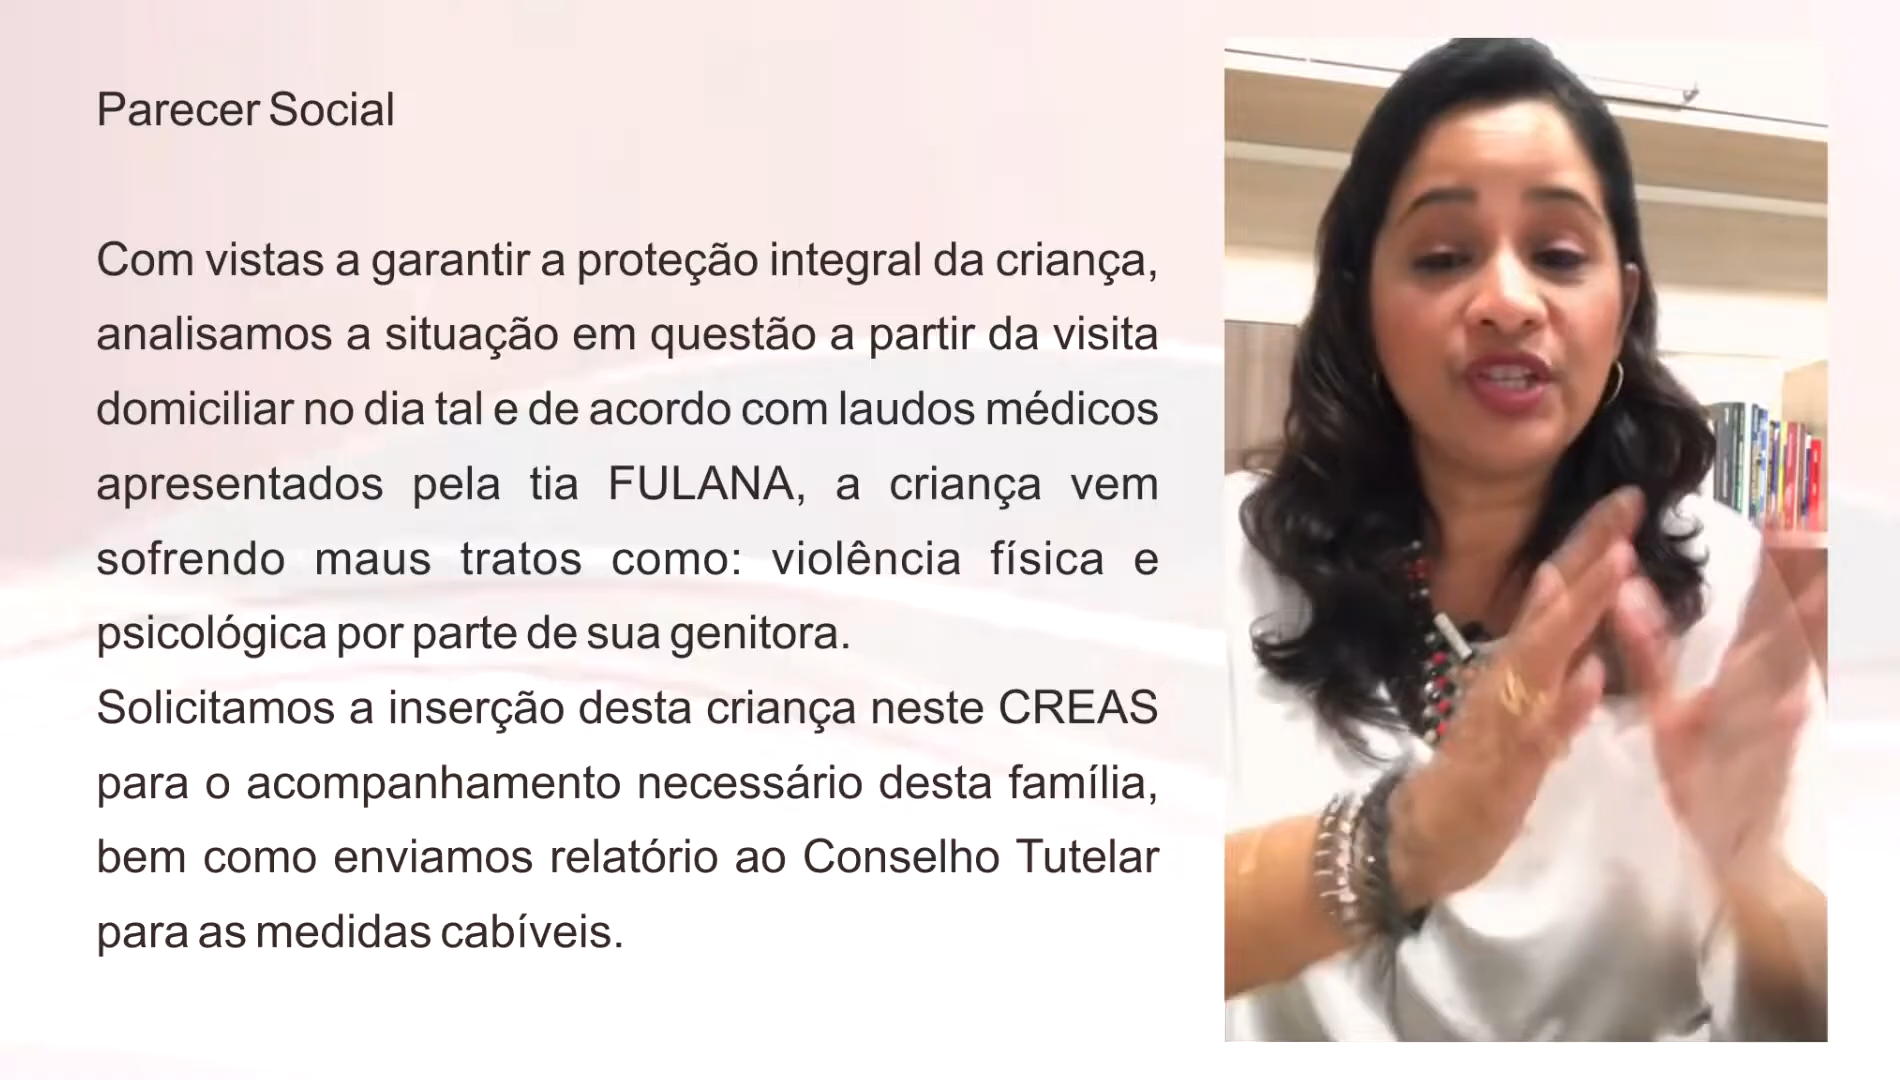 Parecer Social
Com vistas a garantir a proteção integral da criança,
analisamos a situação em questão a partir da visita
domiciliar no dia tal e de acordo com laudos médicos
apresentados pela tia FULANA, a criança vem
sofrendo maus tratos como: violência física e
psicológica por parte de sua genitora.
Solicitamos a inserção desta criança neste CREAS
para o acompanhamento necessário desta família,
bem como enviamos relatório ao Conselho Tutelar
para as medidas cabíveis.